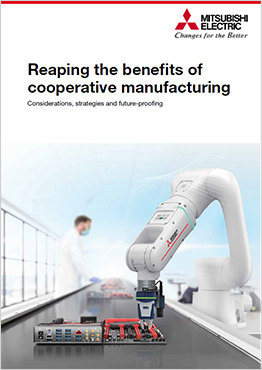 MITSUBISHI
ELECTRIC
Changes for the Better
Reaping the benefits of
cooperative manufacturing
Considerations, strategies and future-proofing